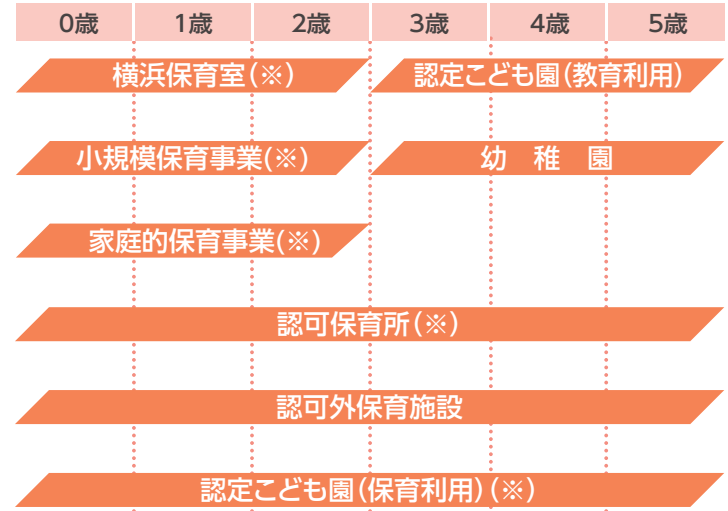 0歳 1歳 2歳 3歳 4歳 5歳
横浜保育室(※) 認定こども園(教育利用)
小規模保育事業(※) 幼 稚 園
家庭的保育事業(※)
認可保育所(※)
認可外保育施設
認定こども園(保育利用)(※)